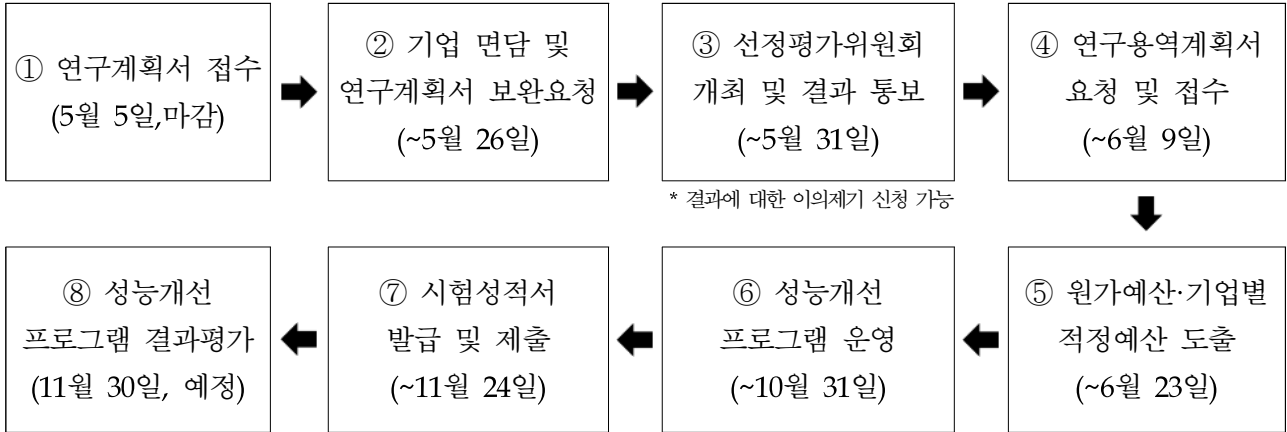 ① 연구계획서 접수
(5월 5일,마감)
② 기업 면담 및
연구계획서 보완요청
(~5월 26일)
③ 선정평가위원회
개최 및 결과 통보
(~5월 31일)
* 결과에 대한 이의제기 신청 가능
④ 연구용역계획서
요청 및 접수
(~6월 9일)
⑤ 원가예산·기업별
적정예산 도출
(~6월 23일)
⑥ 성능개선
프로그램 운영
(~10월 31일)
⑦ 시험성적서
발급 및 제출
(~11월 24일)
⑧ 성능개선
프로그램 결과평가
(11월 30일, 예정)